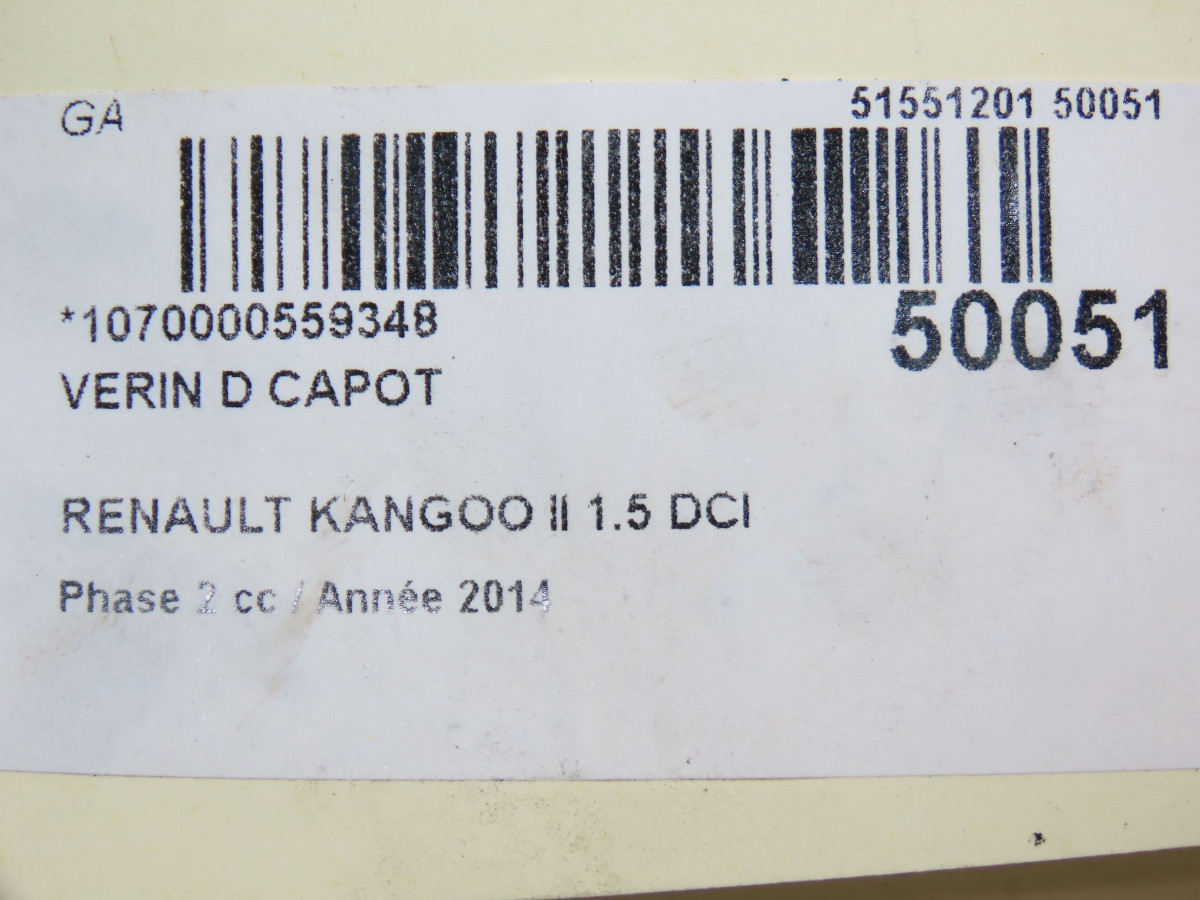 GA 51551201 50051
*1070000559348 50051
VERIN D CAPOT
RENAULT KANGOO II 1.5 DCI
Phase 2 cc / Année 2014